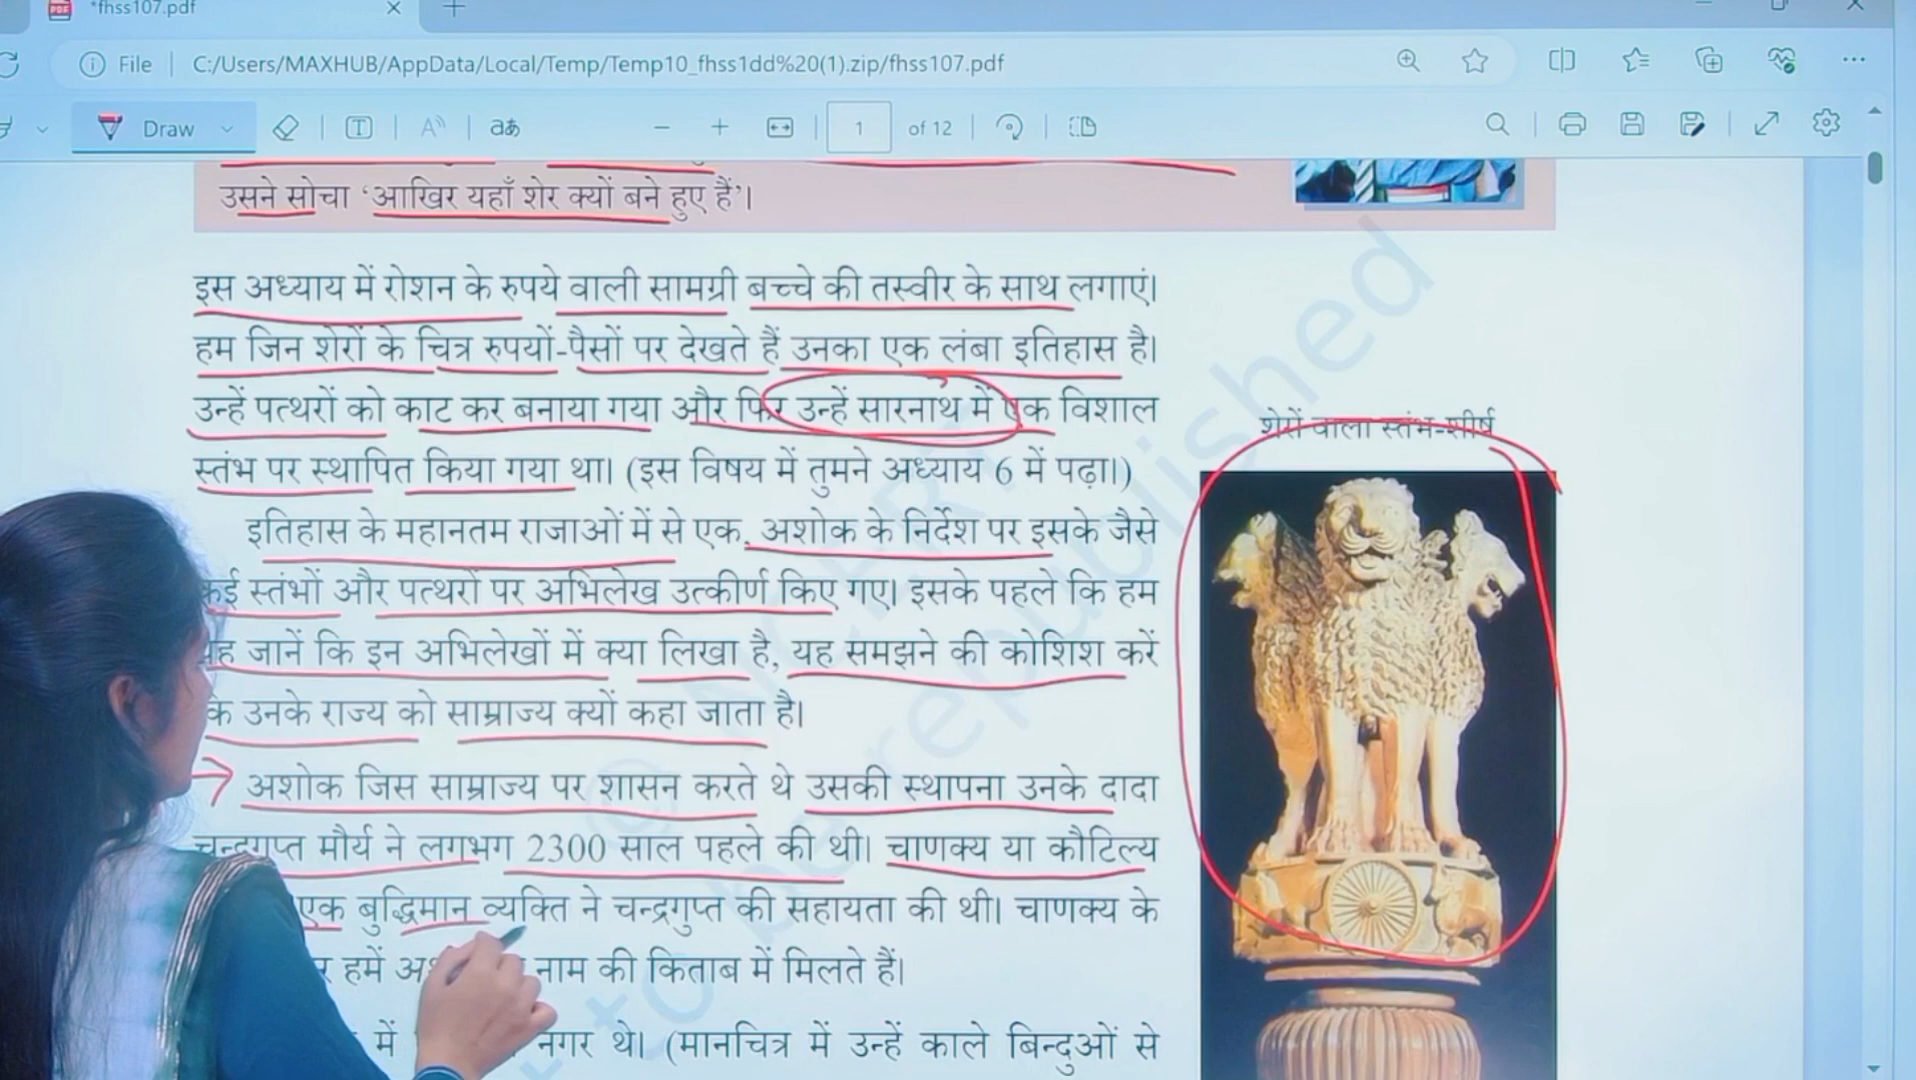 *fhss107.pdf
File C:/Users/MAXHUB/AppData/Local/Temp/Temp10_fhss1dd%20(1).zip/fhss107.pdf
Draw 1 of 12
उसने सोचा ‘आखिर यहाँ शेर क्यों बने हुए हैं’।
इस अध्याय में रोशन के रुपये वाली सामग्री बच्चे की तस्वीर के साथ लगाएं।
हम जिन शेरों के चित्र रुपयों-पैसों पर देखते हैं उनका एक लंबा इतिहास है।
उन्हें पत्थरों को काट कर बनाया गया और फिर उन्हें सारनाथ में एक विशाल
स्तंभ पर स्थापित किया गया था। (इस विषय में तुमने अध्याय 6 में पढ़ा।)
इतिहास के महानतम राजाओं में से एक, अशोक के निर्देश पर इसके जैसे
कई स्तंभों और पत्थरों पर अभिलेख उत्कीर्ण किए गए। इसके पहले कि हम
जानें कि इन अभिलेखों में क्या लिखा है, यह समझने की कोशिश करें
उनके राज्य को साम्राज्य क्यों कहा जाता है।
अशोक जिस साम्राज्य पर शासन करते थे उसकी स्थापना उनके दादा
चन्द्रगुप्त मौर्य ने लगभग 2300 साल पहले की थी। चाणक्य या कौटिल्य
एक बुद्धिमान व्यक्ति ने चन्द्रगुप्त की सहायता की थी। चाणक्य के
हमें नाम की किताब में मिलते हैं।
में नगर थे। (मानचित्र में उन्हें काले बिन्दुओं से
शेरों वाला स्तंभ-शीर्ष
© NCERT
to be republished